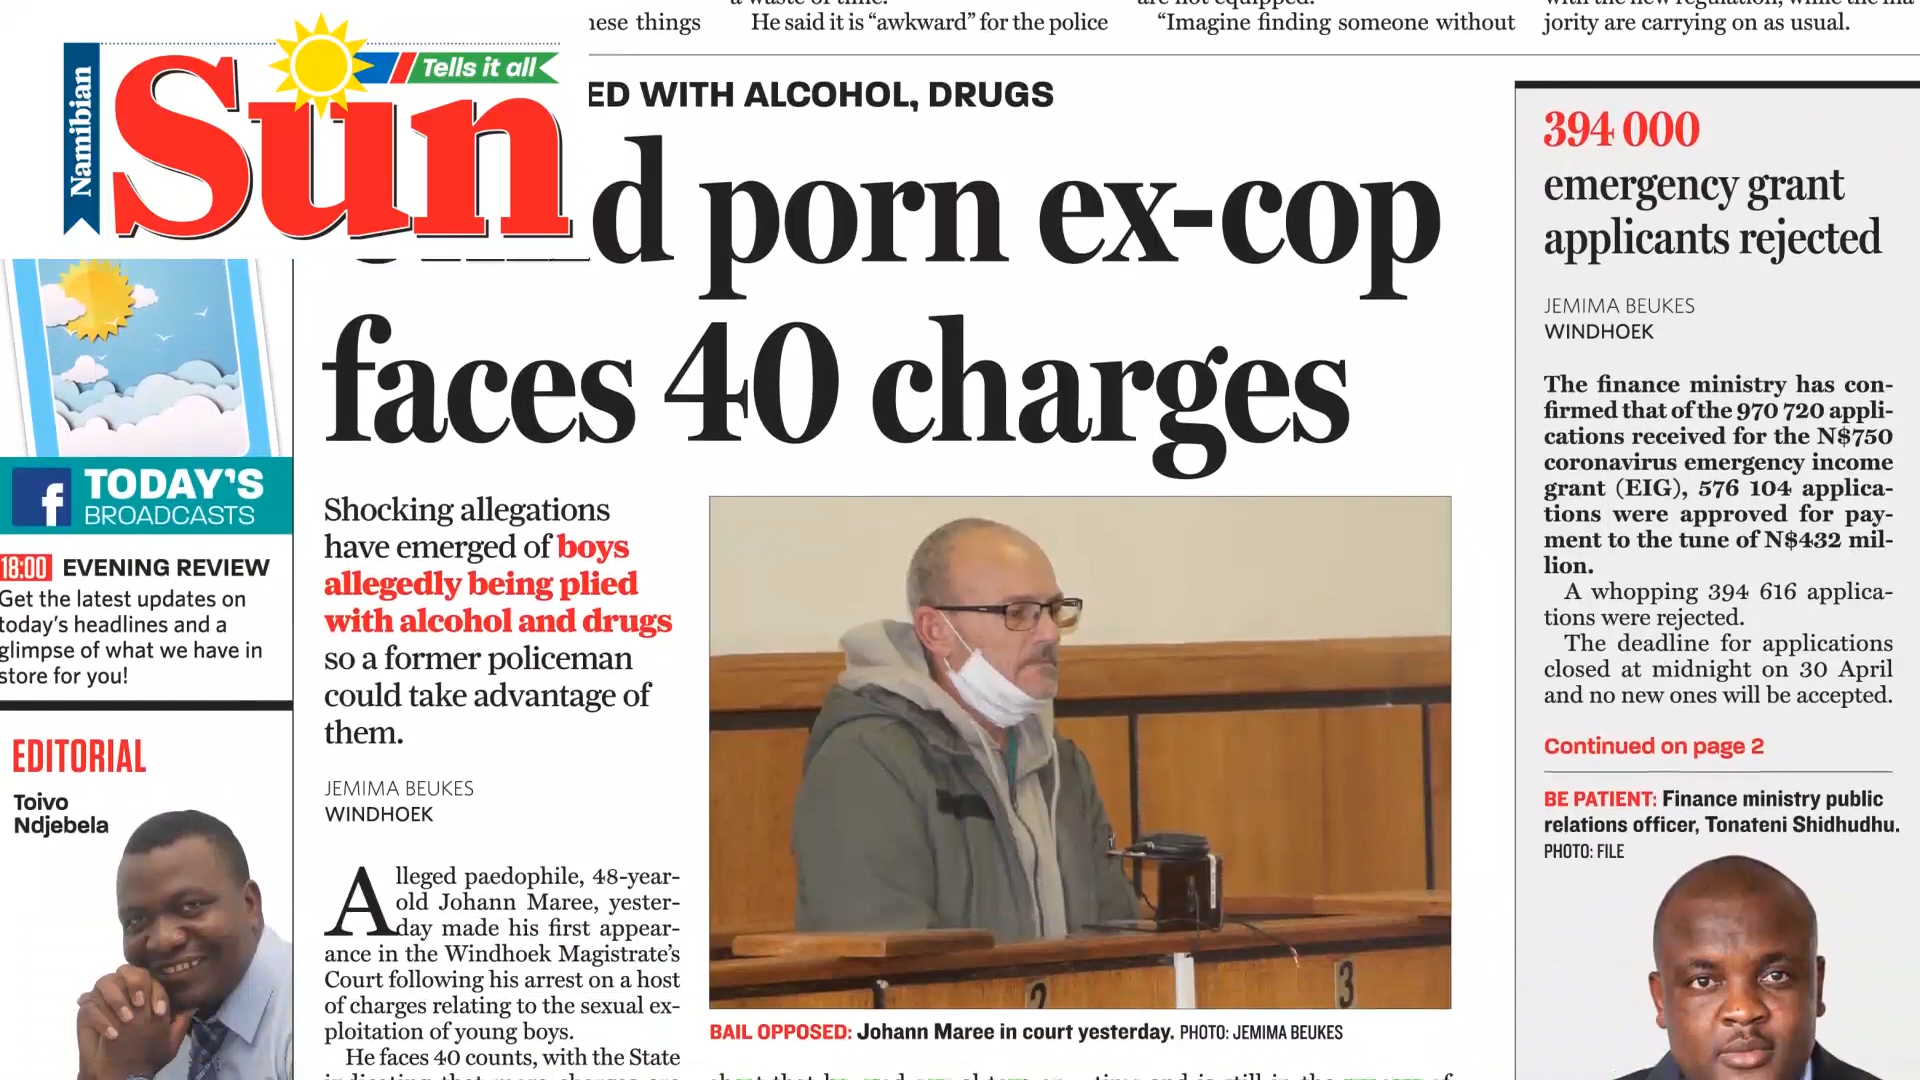 Namibian
Sun
Tells it all
hese things
He said it is “awkward” for the police
“Imagine finding someone without
jority are carrying on as usual.
ED WITH ALCOHOL, DRUGS
d porn ex-cop
faces 40 charges
TODAY’S
BROADCASTS
18:00 EVENING REVIEW
Get the latest updates on
today’s headlines and a
glimpse of what we have in
store for you!
EDITORIAL
Toivo
Ndjebela
Shocking allegations
have emerged of boys
allegedly being plied
with alcohol and drugs
so a former policeman
could take advantage of
them.
JEMIMA BEUKES
WINDHOEK
Alleged paedophile, 48-year-
old Johann Maree, yester-
day made his first appear-
ance in the Windhoek Magistrate’s
Court following his arrest on a host
of charges relating to the sexual ex-
ploitation of young boys.
He faces 40 counts, with the State
2
3
BAIL OPPOSED: Johann Maree in court yesterday. PHOTO: JEMIMA BEUKES
394 000
emergency grant
applicants rejected
JEMIMA BEUKES
WINDHOEK
The finance ministry has con-
firmed that of the 970 720 appli-
cations received for the N$750
coronavirus emergency income
grant (EIG), 576 104 applica-
tions were approved for pay-
ment to the tune of N$432 mil-
lion.
A whopping 394 616 applica-
tions were rejected.
The deadline for applications
closed at midnight on 30 April
and no new ones will be accepted.
Continued on page 2
BE PATIENT: Finance ministry public
relations officer, Tonateni Shidhudhu.
PHOTO: FILE